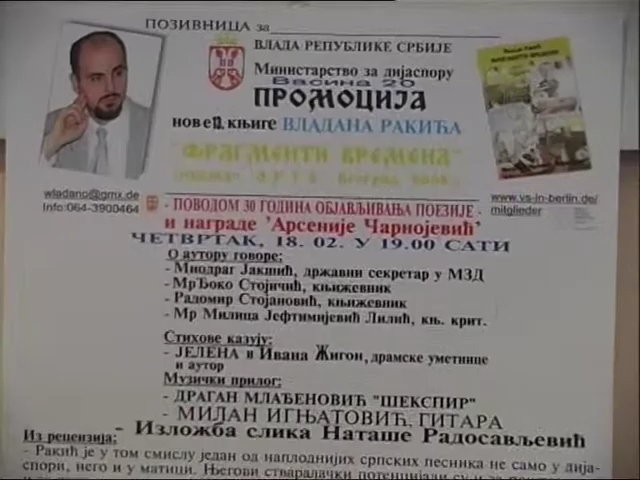 ПОЗИВНИЦА за
ВЛАДА РЕПУБЛИКЕ СРБИЈЕ
Министарство за дијаспору
Васина 20
ПРОМОЦИЈА
нове 12. књиге ВЛАДАНА РАКИЋА
"ФРАГМЕНТИ ВРЕМЕНА"
wladano@gmx.de
Info:064-3900464
www.vs-in-berlin.de/
mitglieder
- ПОВОДОМ 30 ГОДИНА ОБЈАВЉИВАЊА ПОЕЗИЈЕ -
и награде 'Арсеније Чарнојевић'
ЧЕТВРТАК, 18. 02. У 19.00 САТИ
О аутору говоре:
- Миодраг Јакшић, државни секретар у МЗД
- МрЂоко Стојичић, књижевник
- Радомир Стојановић, књижевник
- Мр Милица Јефтимијевић Лилић, књ. крит.
Стихове казују:
- ЈЕЛЕНА и Ивана Жигон, драмске уметнице
и аутор
Музички прилог:
- ДРАГАН МЛАЂЕНОВИЋ "ШЕКСПИР"
- МИЛАН ИГЊАТОВИЋ, ГИТАРА
- Изложба слика Наташе Радосављевић
Из рецензија:
- Ракић је у том смислу један од наплоднијих српских песника не само у дија-
спори, него и у матици. Његови стваралачки потенцијали су и за